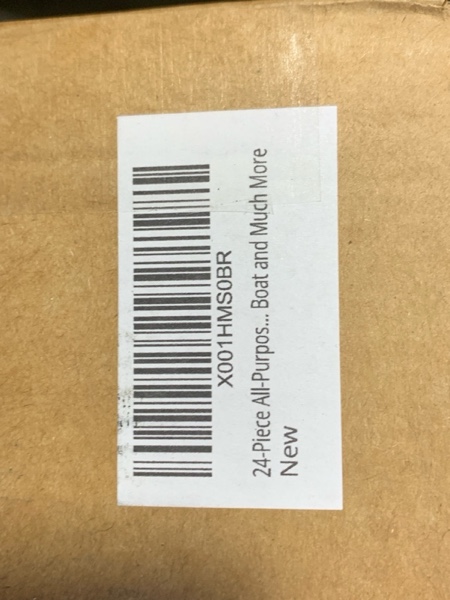 X001HMS0BR
24-Piece All-Purpos... Boat and Much More
New